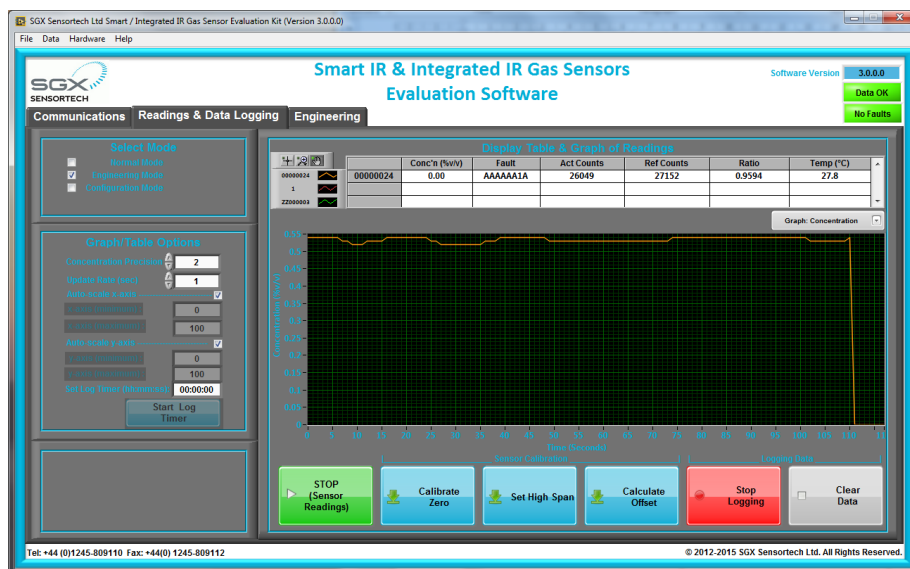 SGX Sensortech Ltd Smart / Integrated IR Gas Sensor Evaluation Kit (Version 3.0.0.0)
File Data Hardware Help
SGX
SENSORTECH
Smart IR & Integrated IR Gas Sensors
Evaluation Software
Software Version 3.0.0.0
Data OK
No Faults
Communications Readings & Data Logging Engineering
Select Mode
Normal Mode
Engineering Mode
Configuration Mode
Graph/Table Options
Concentration Precision 2
Update Rate (sec) 1
Auto-scale x-axis
0
100
Auto-scale y-axis
0
100
Set Log Timer 00:00:00
Start Log
Timer
Display Table & Graph of Readings
Conc'n (%v/v) Fault Act Counts Ref Counts Ratio Temp (°C)
00000024 00000024 0.00 AAAAAA1A 26049 27152 0.9594 27.8
1
ZZ000003
Graph: Concentration
Concentration (%v/v)
0.55
0.5
0.45
0.4
0.35
0.3
0.25
0.2
0.15
0.1
0.05
0
0 5 10 15 20 25 30 35 40 45 50 55 60 65 70 75 80 85 90 95 100 105 110 11
Time (Seconds)
Sensor Calibration Logging Data
STOP
(Sensor
Readings)
Calibrate
Zero
Set High Span
Calculate
Offset
Stop
Logging
Clear
Data
Tel: +44 (0)1245-809110 Fax: +44(0) 1245-809112
© 2012-2015 SGX Sensortech Ltd. All Rights Reserved.